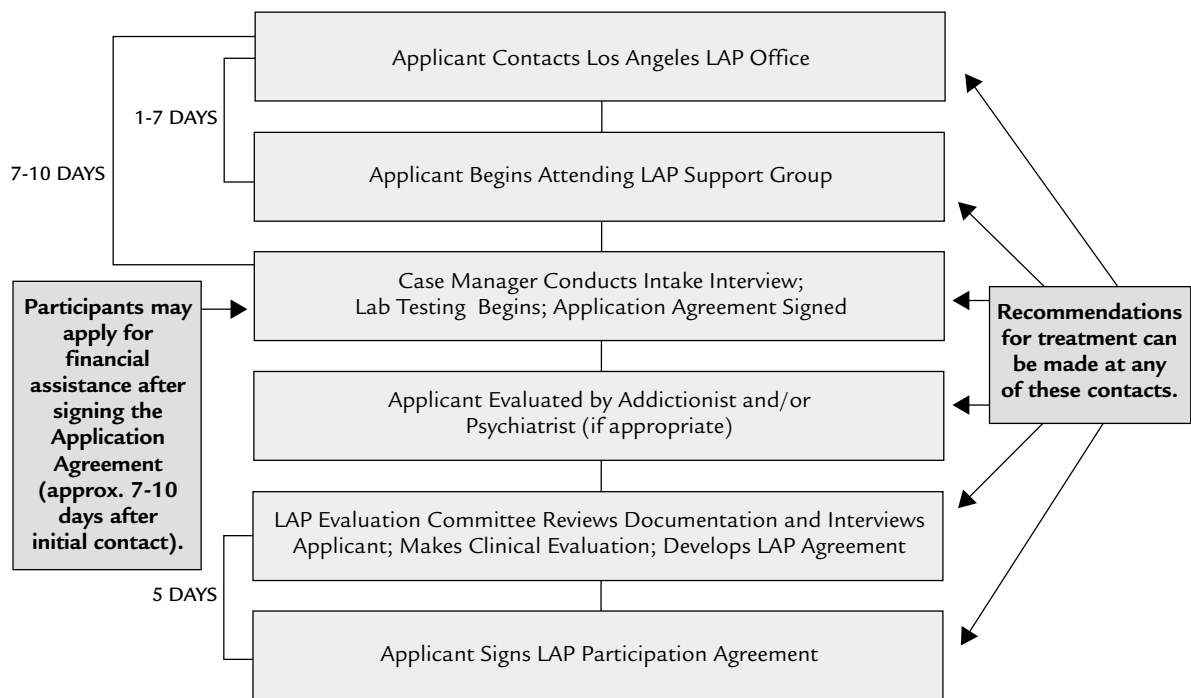 Applicant Contacts Los Angeles LAP Office
1-7 DAYS
7-10 DAYS
Applicant Begins Attending LAP Support Group
Case Manager Conducts Intake Interview;
Lab Testing Begins; Application Agreement Signed
Participants may
apply for
financial
assistance after
signing the
Application
Agreement
(approx. 7-10
days after
initial contact).
Recommendations
for treatment can
be made at any
of these contacts.
Applicant Evaluated by Addictionist and/or
Psychiatrist (if appropriate)
LAP Evaluation Committee Reviews Documentation and Interviews
Applicant; Makes Clinical Evaluation; Develops LAP Agreement
5 DAYS
Applicant Signs LAP Participation Agreement